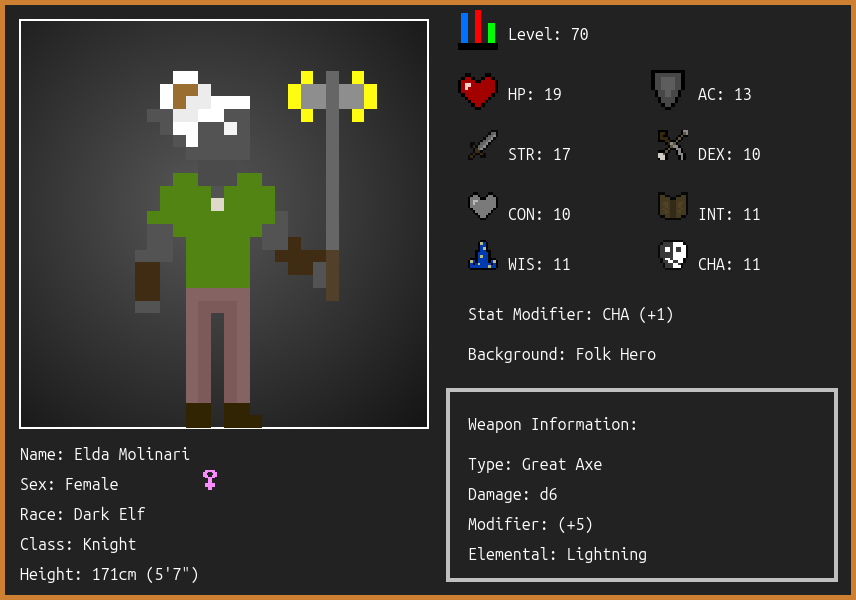 Level: 70
HP: 19
AC: 13
STR: 17
DEX: 10
CON: 10
INT: 11
WIS: 11
CHA: 11
Stat Modifier: CHA (+1)
Background: Folk Hero
Weapon Information:
Type: Great Axe
Damage: d6
Modifier: (+5)
Elemental: Lightning
Name: Elda Molinari
Sex: Female
Race: Dark Elf
Class: Knight
Height: 171cm (5'7")